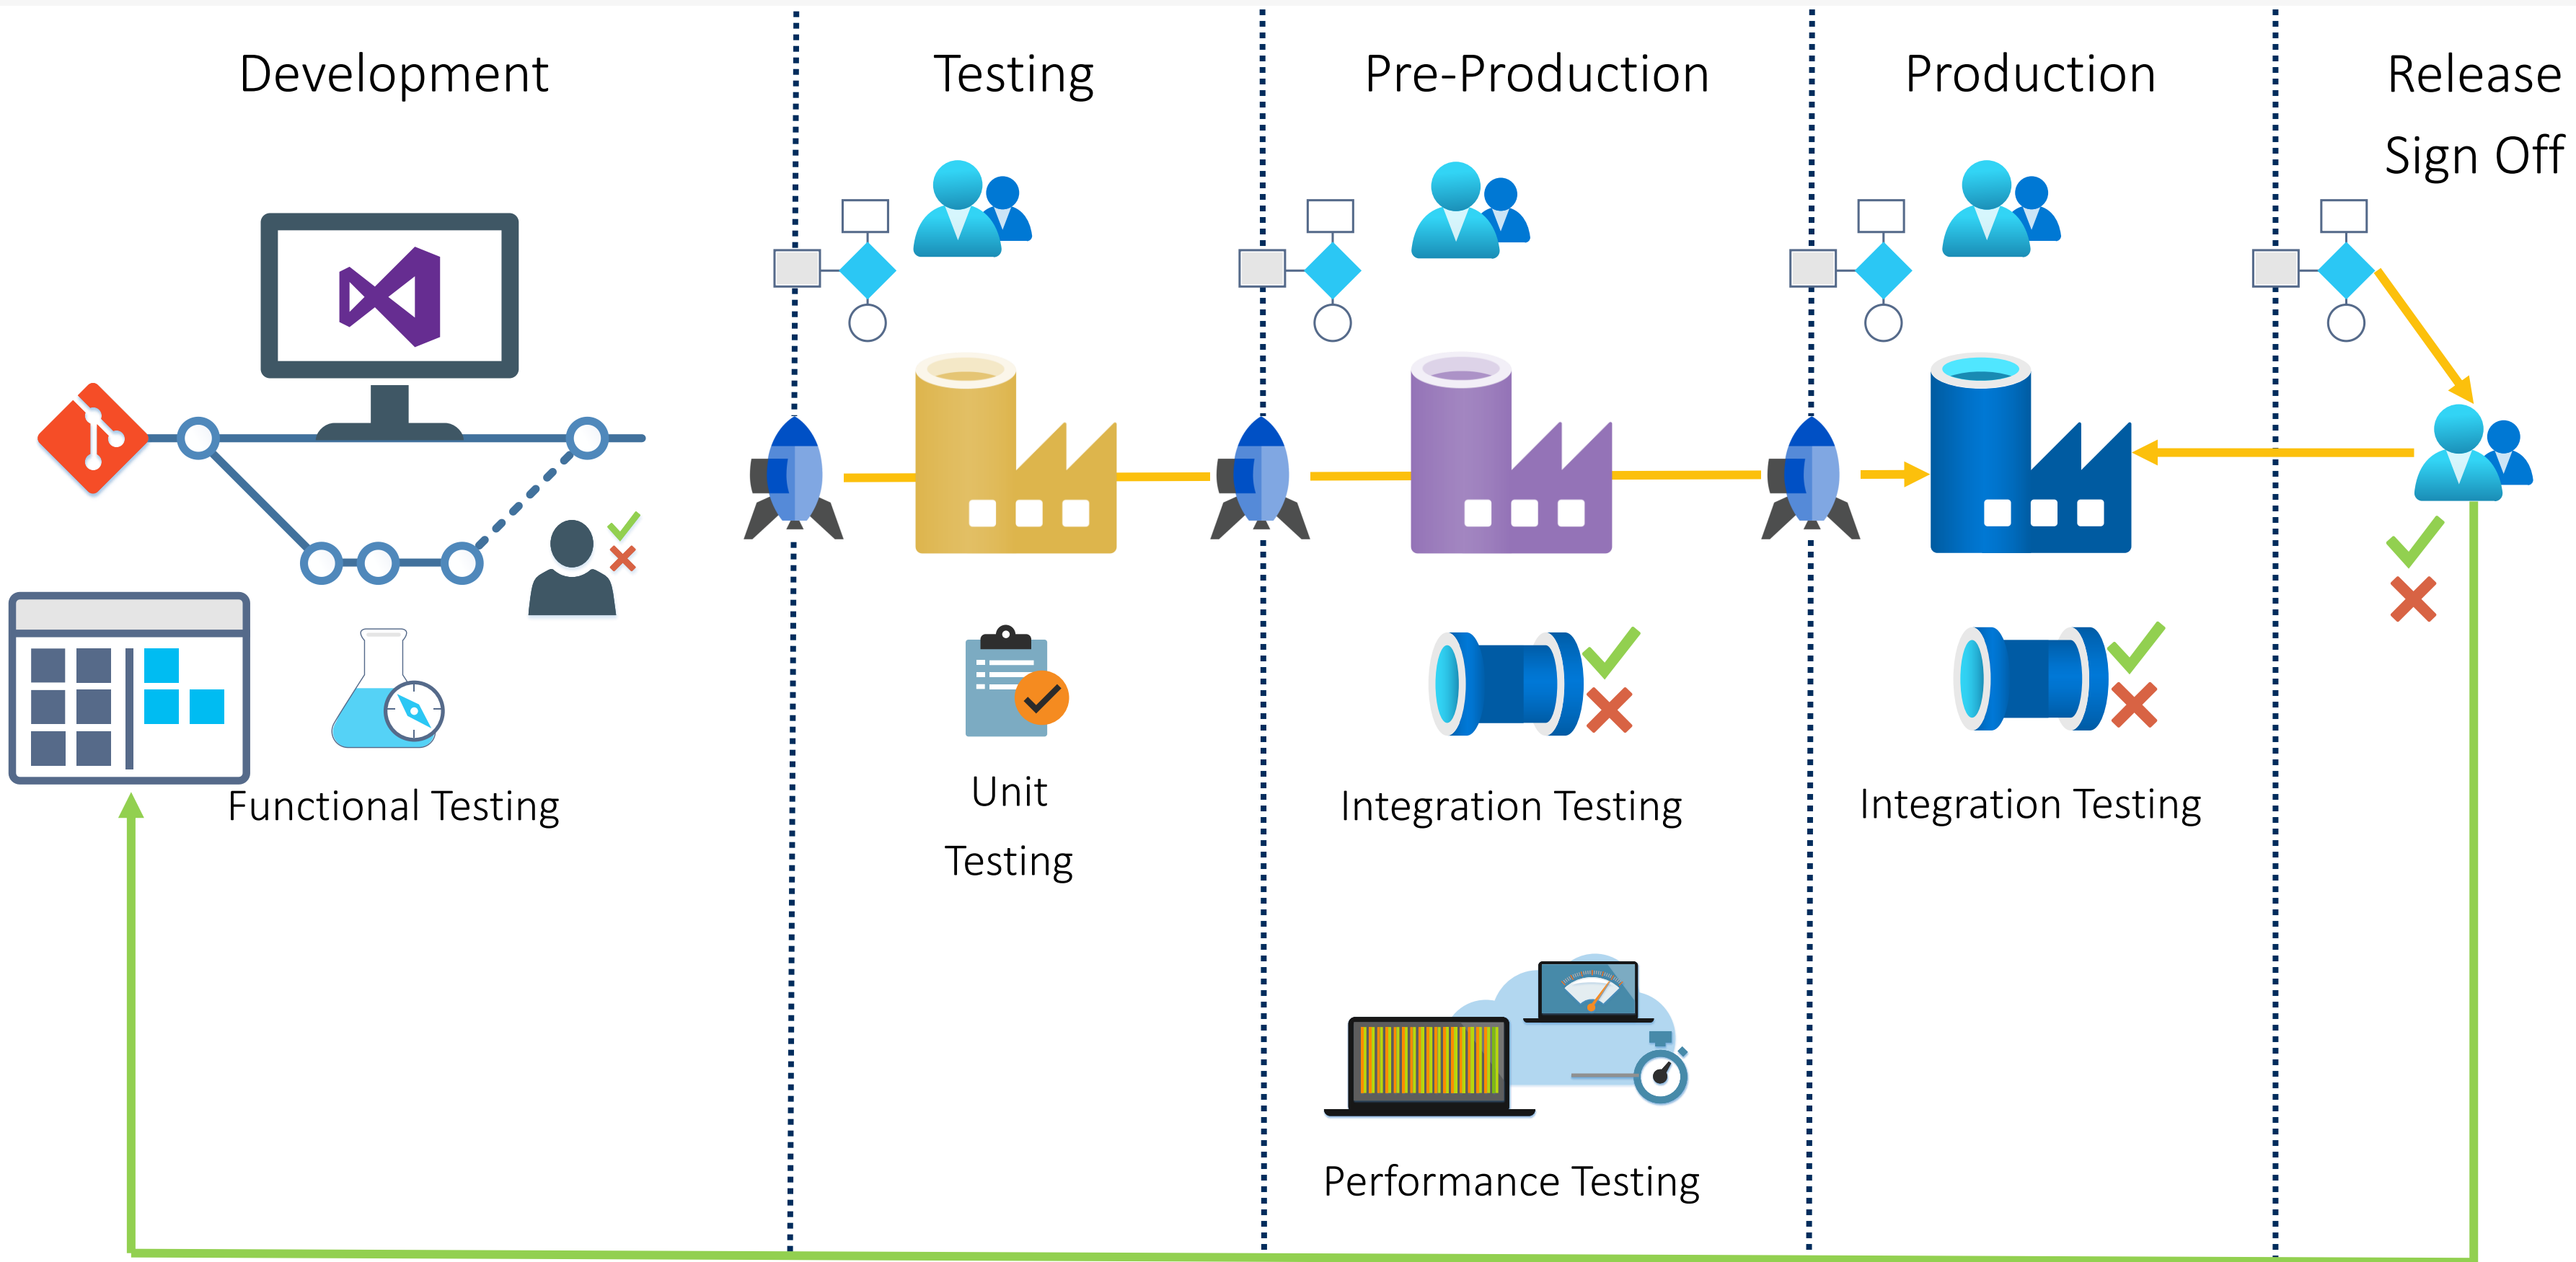 Development
Testing
Pre-Production
Production
Release
Sign Off
Functional Testing
Unit
Testing
Integration Testing
Integration Testing
Performance Testing